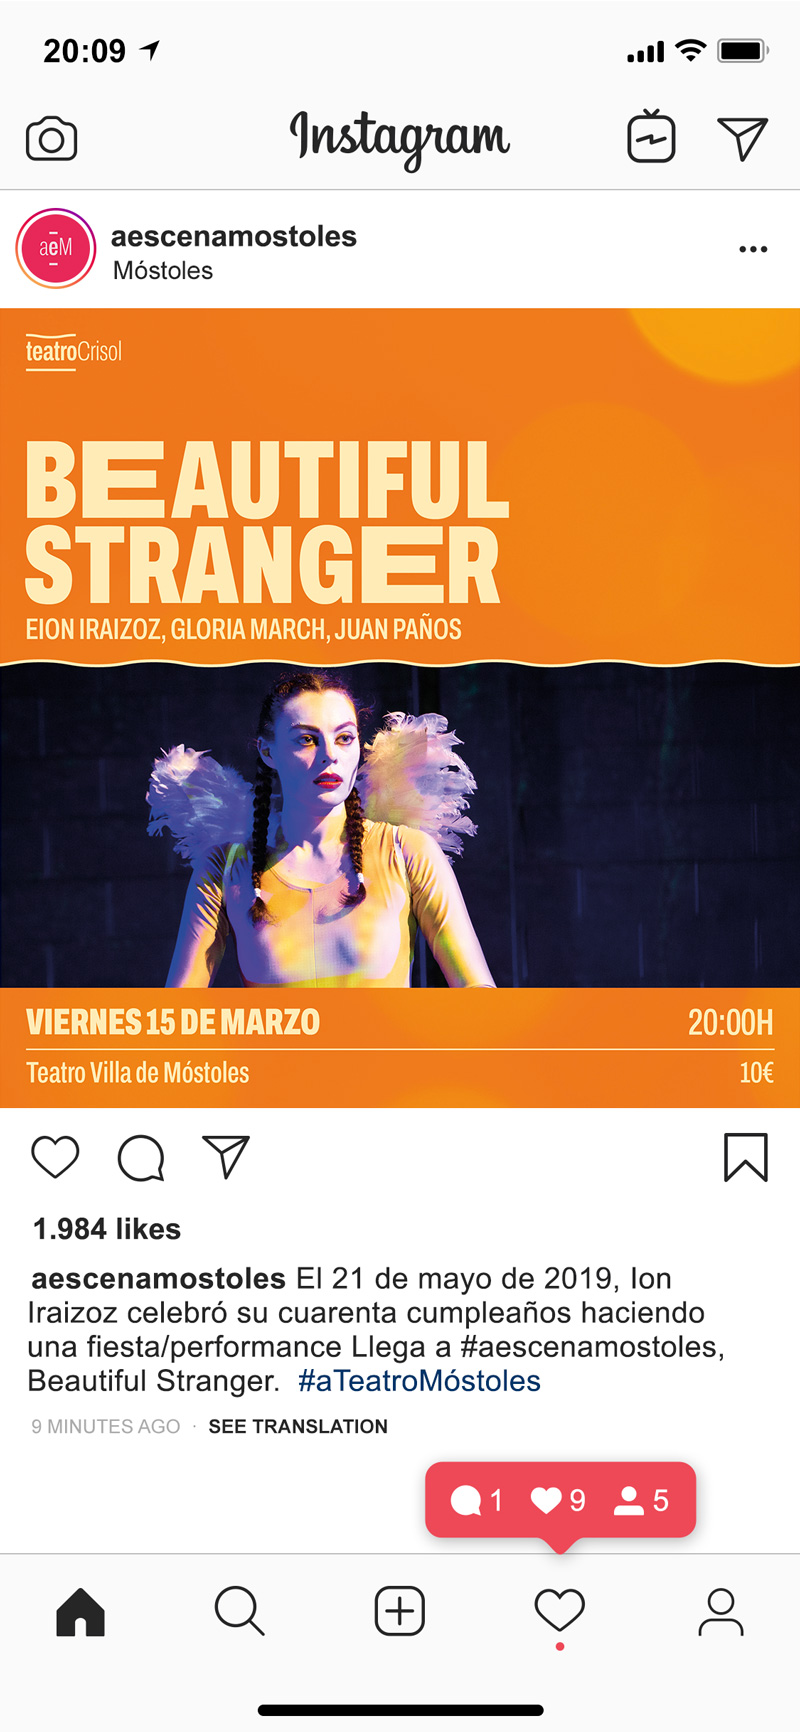 20:09
Instagram
aeM
aescenamostoles
Móstoles
teatroCrisol
BEAUTIFUL
STRANGER
EION IRAIZOZ, GLORIA MARCH, JUAN PAÑOS
VIERNES 15 DE MARZO
20:00H
Teatro Villa de Móstoles
10€
1.984 likes
aescenamostoles El 21 de mayo de 2019, Ion
Iraizoz celebró su cuarenta cumpleaños haciendo
una fiesta/performance Llega a #aescenamostoles,
Beautiful Stranger. #aTeatroMóstoles
9 MINUTES AGO · SEE TRANSLATION
1 9 5